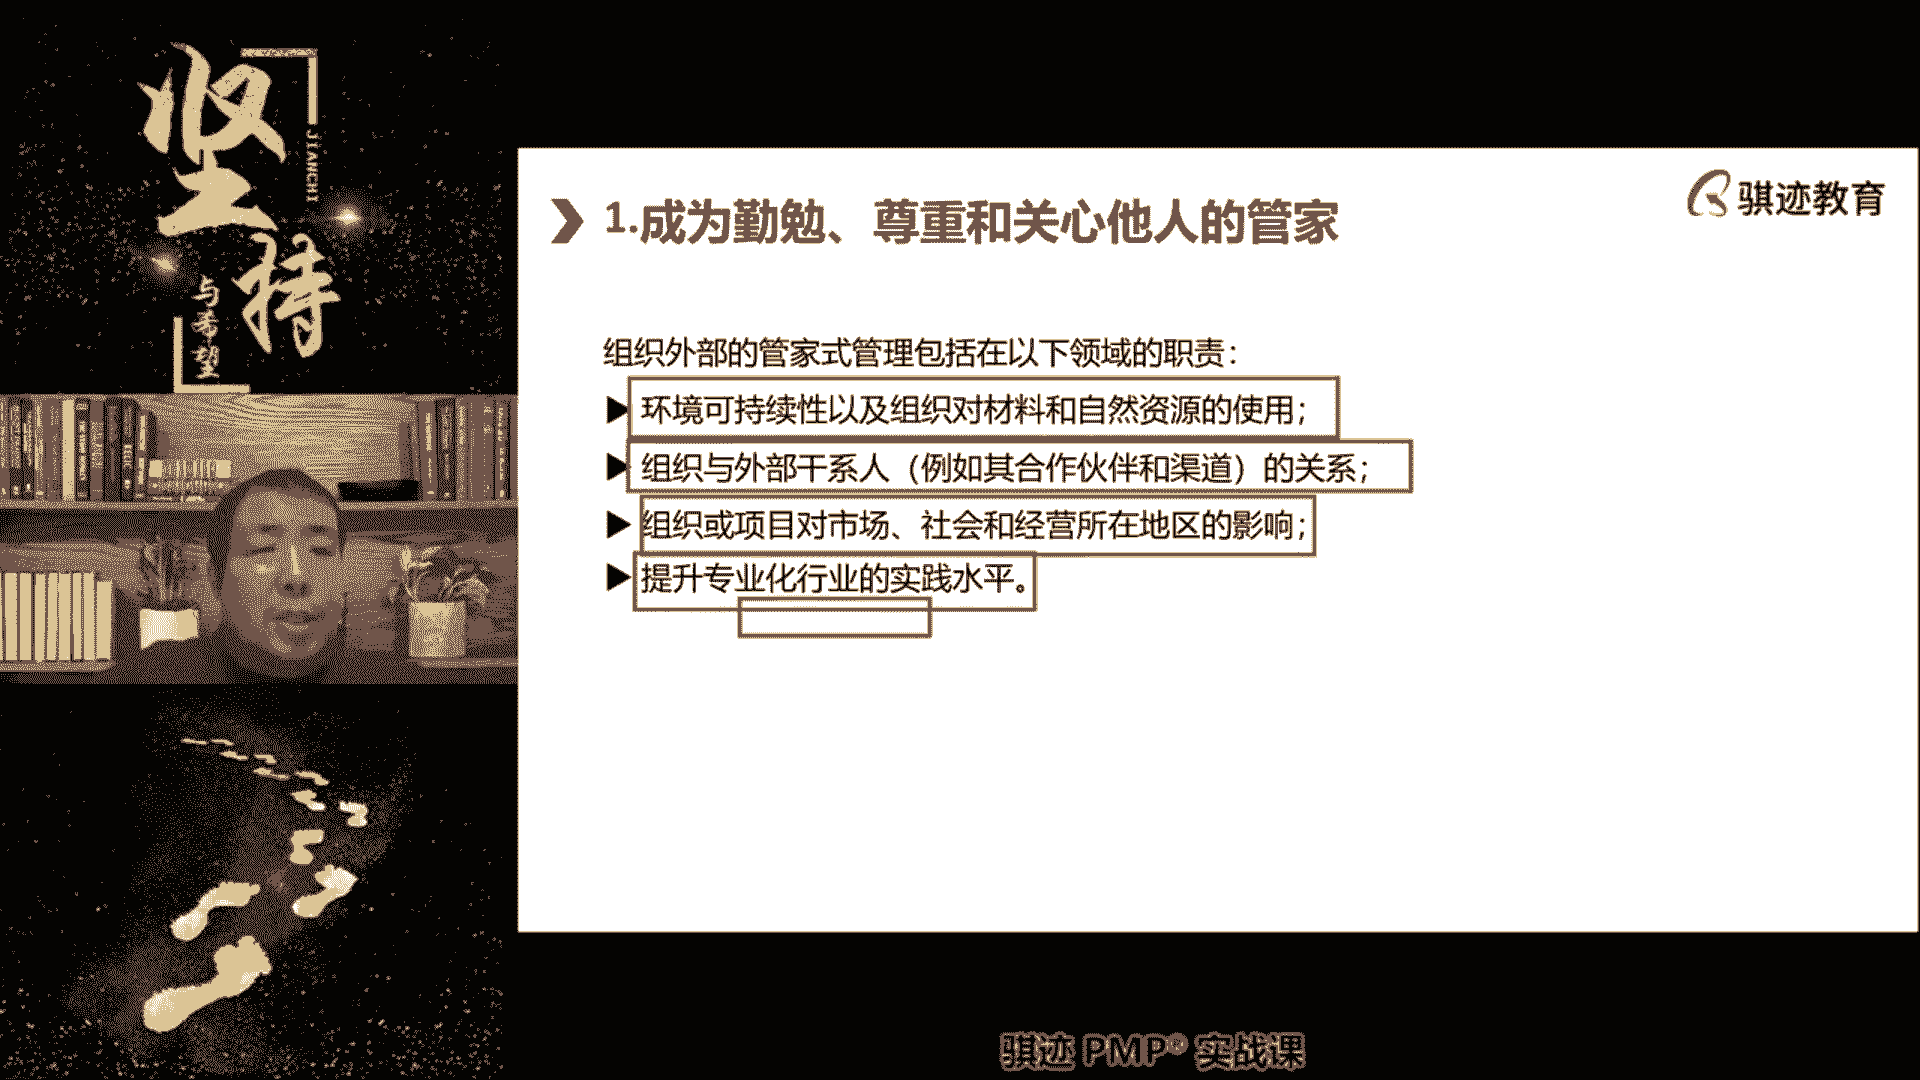 坚持
JIANCHI
与希望
骐迹教育
1.成为勤勉、尊重和关心他人的管家
组织外部的管家式管理包括在以下领域的职责：
环境可持续性以及组织对材料和自然资源的使用；
组织与外部干系人（例如其合作伙伴和渠道）的关系；
组织或项目对市场、社会和经营所在地区的影响；
提升专业化行业的实践水平。
骐迹 PMP® 实战课